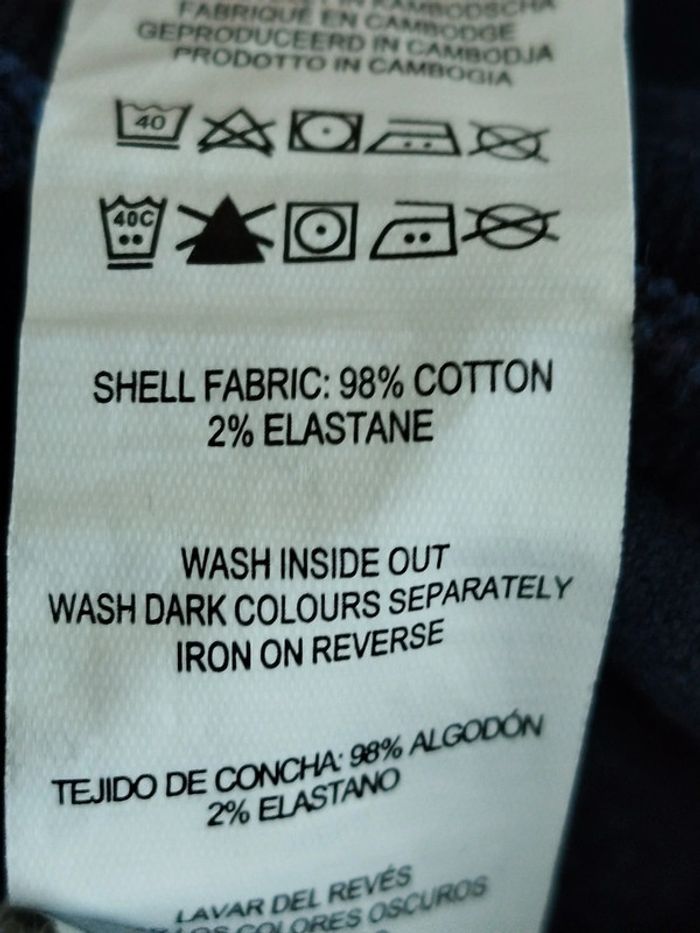 IN KAMBODSCHA
FABRIQUÉ EN CAMBODGE
GEPRODUCEERD IN CAMBODJA
PRODOTTO IN CAMBOGIA
40
40C
SHELL FABRIC: 98% COTTON
2% ELASTANE
WASH INSIDE OUT
WASH DARK COLOURS SEPARATELY
IRON ON REVERSE
TEJIDO DE CONCHA: 98% ALGODÓN
2% ELASTANO
LAVAR DEL REVÉS
COLORES OSCUROS